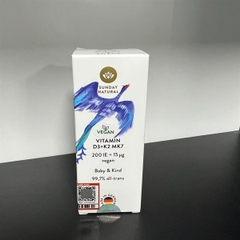 SUNDAY
NATURAL
VEGAN
VITAMIN
D3+K2 MK7
200 IE + 15 µg
vegan
Baby & Kind
99,7% all-trans